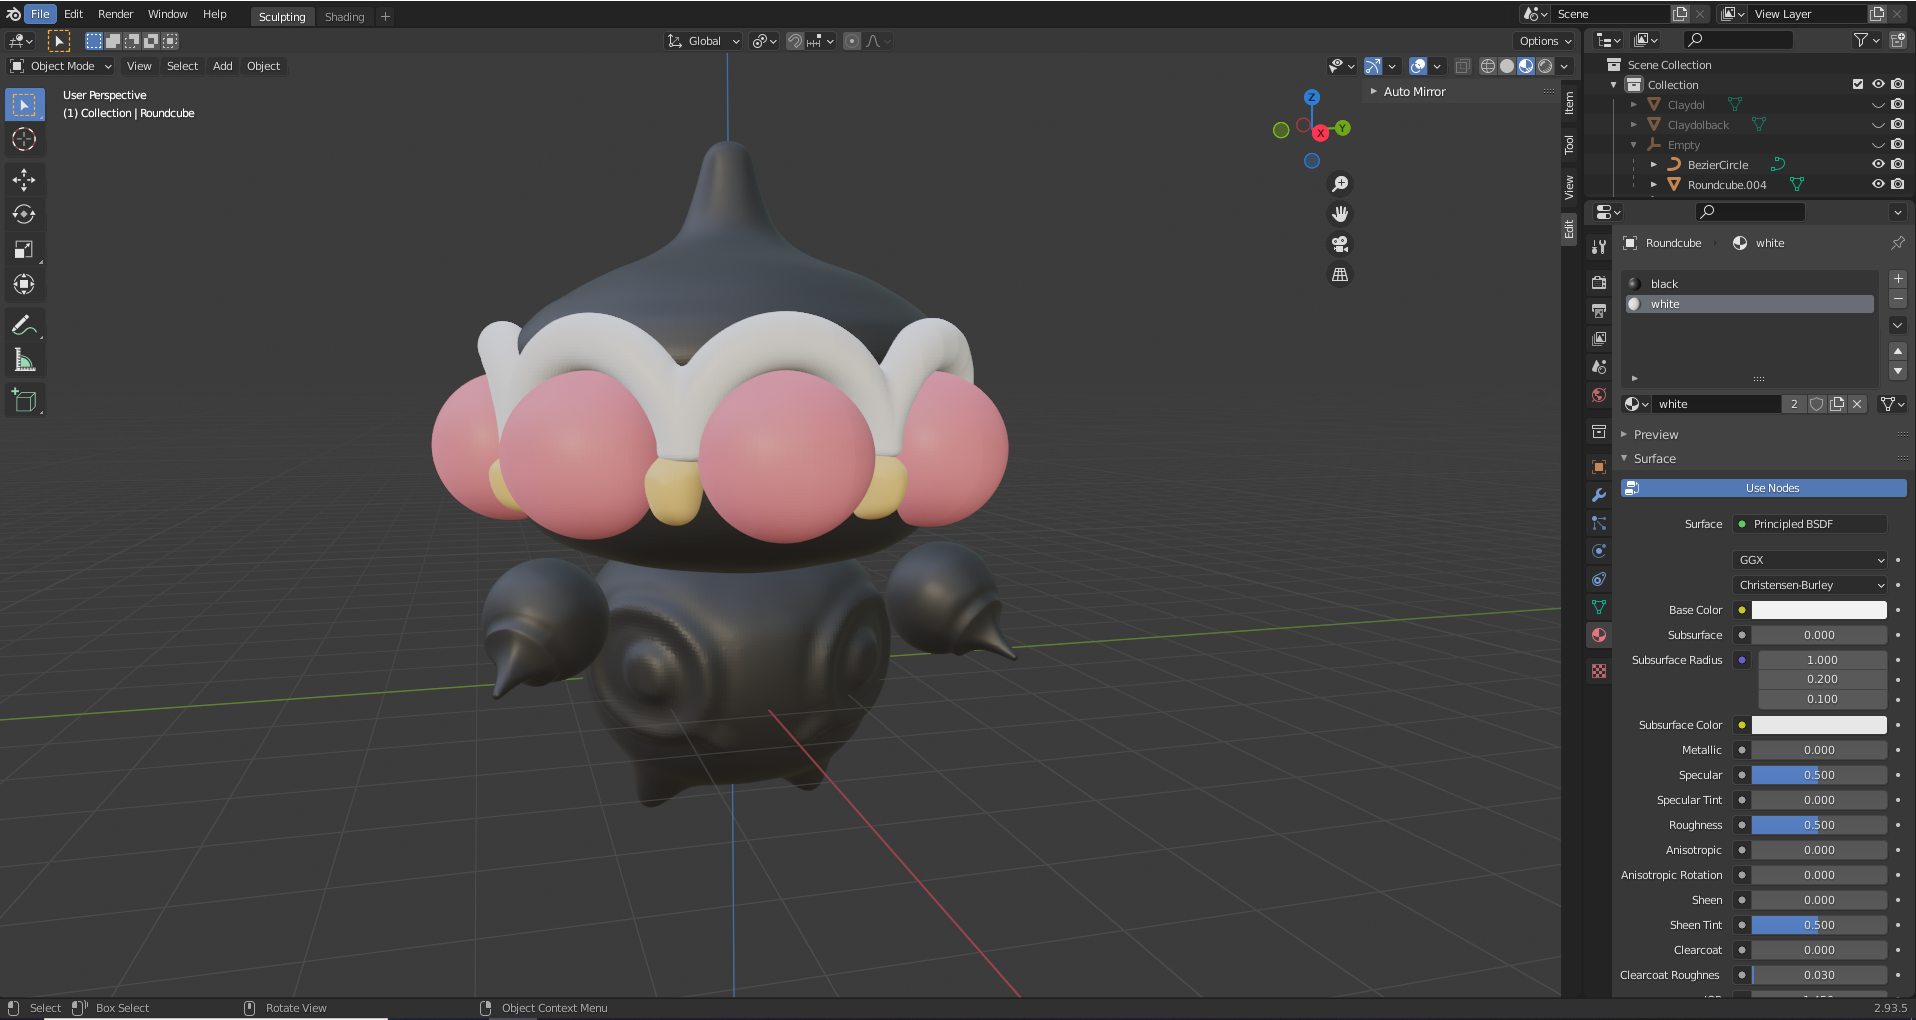 File Edit Render Window Help Sculpting Shading + Scene View Layer
Global Options
Object Mode View Select Add Object
User Perspective
(1) Collection | Roundcube
Z
X
Y
Auto Mirror
Item
Tool
View
Edit
Scene Collection
Collection
Claydol
Claydolback
Empty
BezierCircle
Roundcube.004
Roundcube white
black
white
white 2
Preview
Surface
Use Nodes
Surface Principled BSDF
GGX
Christensen-Burley
Base Color
Subsurface 0.000
Subsurface Radius 1.000
0.200
0.100
Subsurface Color
Metallic 0.000
Specular 0.500
Specular Tint 0.000
Roughness 0.500
Anisotropic 0.000
Anisotropic Rotation 0.000
Sheen 0.000
Sheen Tint 0.500
Clearcoat 0.000
Clearcoat Roughnes 0.030
Select Box Select Rotate View Object Context Menu 2.93.5